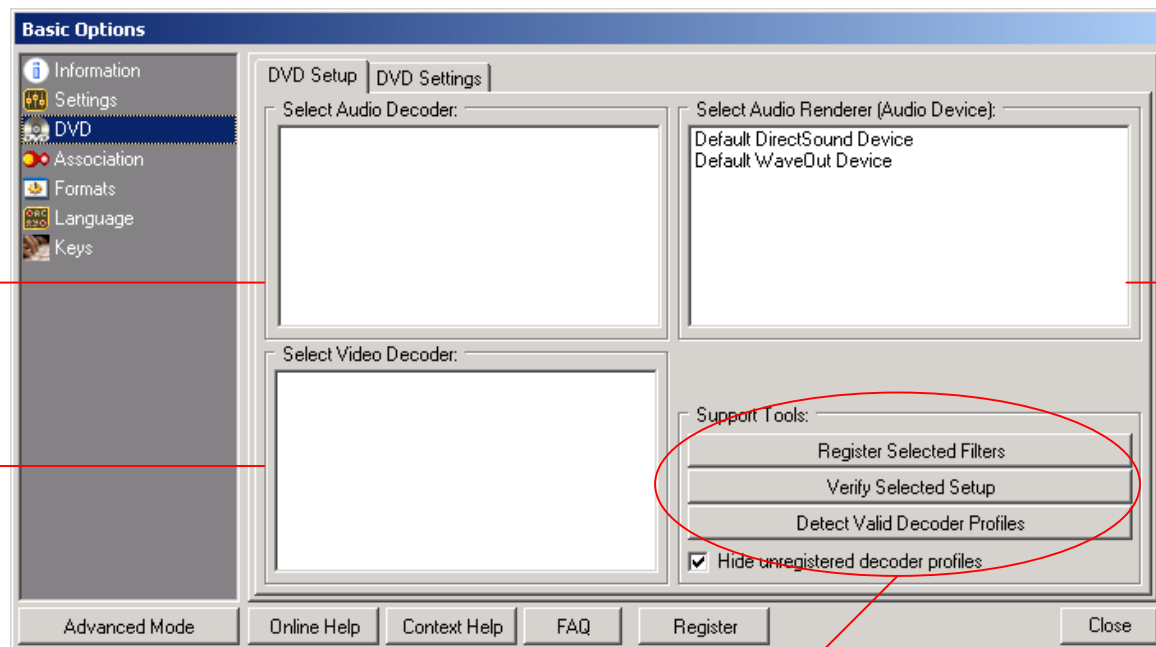 Basic Options
Information
Settings
DVD
Association
Formats
Language
Keys
DVD Setup
DVD Settings
Select Audio Decoder:
Select Audio Renderer (Audio Device):
Default DirectSound Device
Default WaveOut Device
Select Video Decoder:
Support Tools:
Register Selected Filters
Verify Selected Setup
Detect Valid Decoder Profiles
Hide unregistered decoder profiles
Advanced Mode
Online Help
Context Help
FAQ
Register
Close